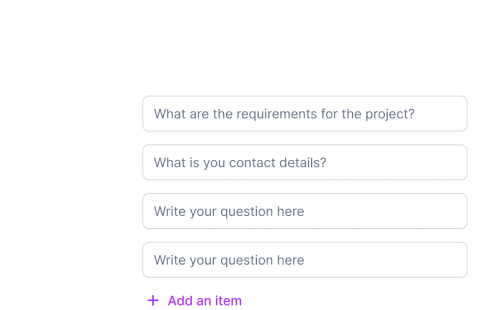 What are the requirements for the project?
What is you contact details?
Write your question here
Write your question here
+ Add an item